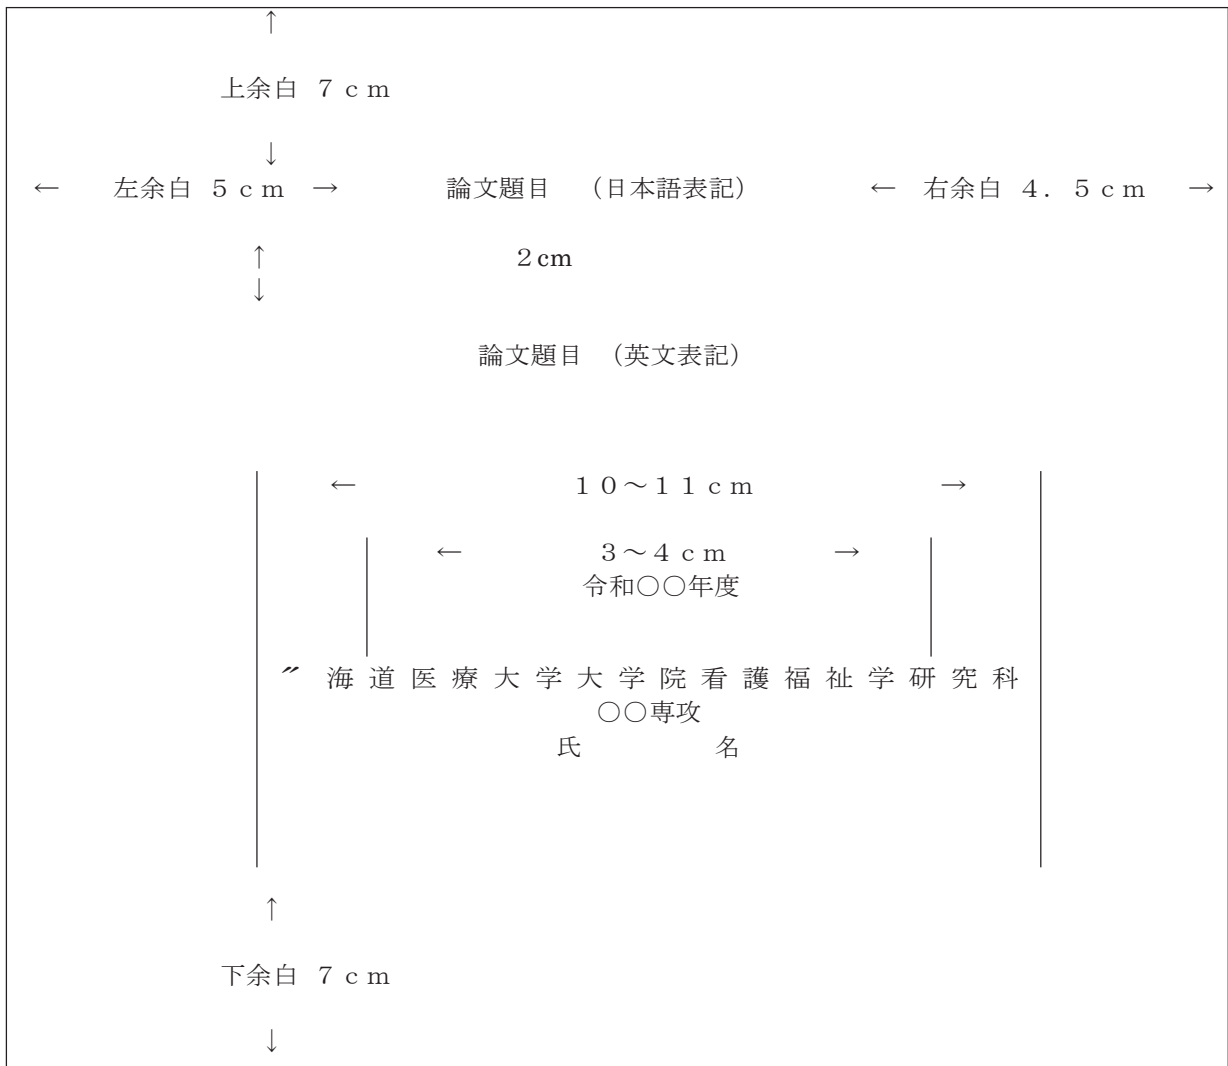 ↑
上余白 7cm
↓
← 左余白 5cm → 論文題目 (日本語表記) ← 右余白 4.5cm →
↑ 2cm
↓
論文題目 (英文表記)
← 10〜11cm →
← 3〜4cm →
令和○○年度
海道医療大学大学院看護福祉学研究科
○○専攻
氏 名
↑
下余白 7cm
↓